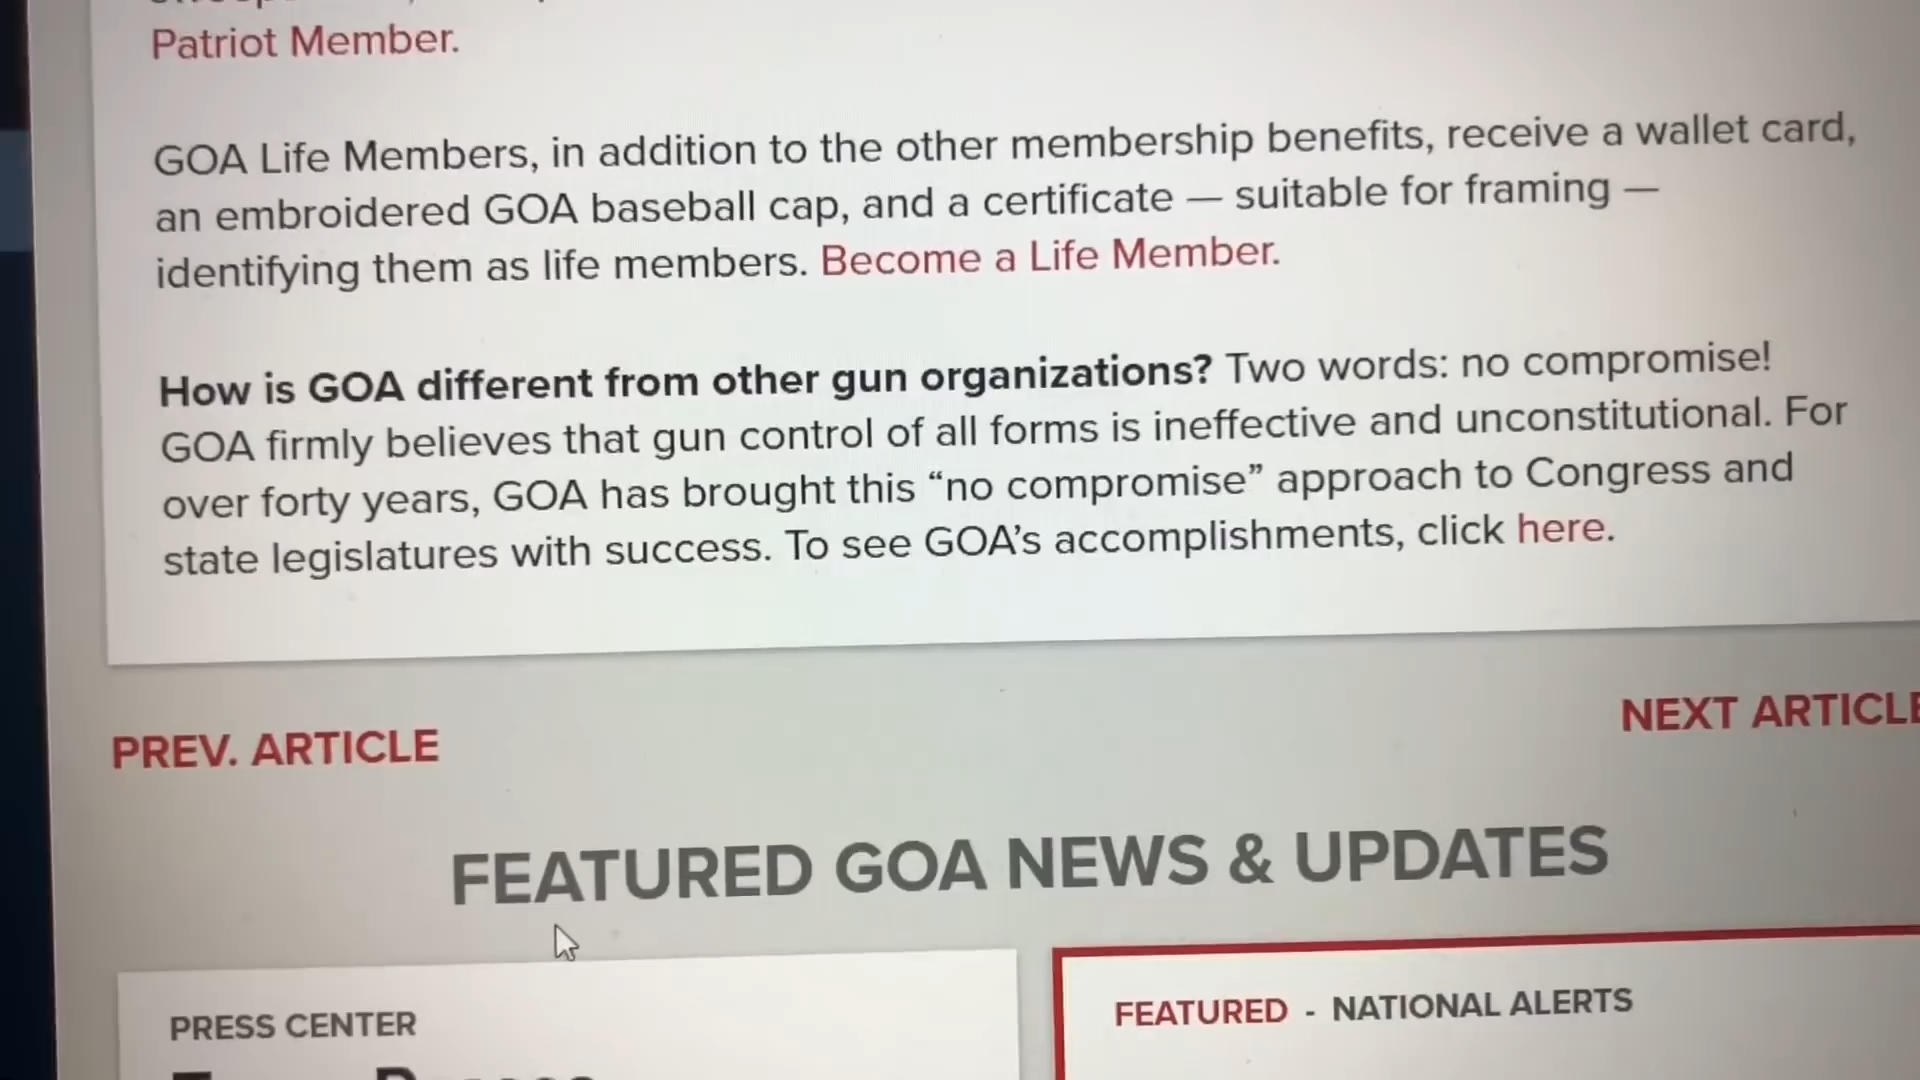 Patriot Member.
GOA Life Members, in addition to the other membership benefits, receive a wallet card,
an embroidered GOA baseball cap, and a certificate — suitable for framing —
identifying them as life members. Become a Life Member.
How is GOA different from other gun organizations? Two words: no compromise!
GOA firmly believes that gun control of all forms is ineffective and unconstitutional. For
over forty years, GOA has brought this “no compromise” approach to Congress and
state legislatures with success. To see GOA’s accomplishments, click here.
PREV. ARTICLE
NEXT ARTICLE
FEATURED GOA NEWS & UPDATES
PRESS CENTER
FEATURED - NATIONAL ALERTS